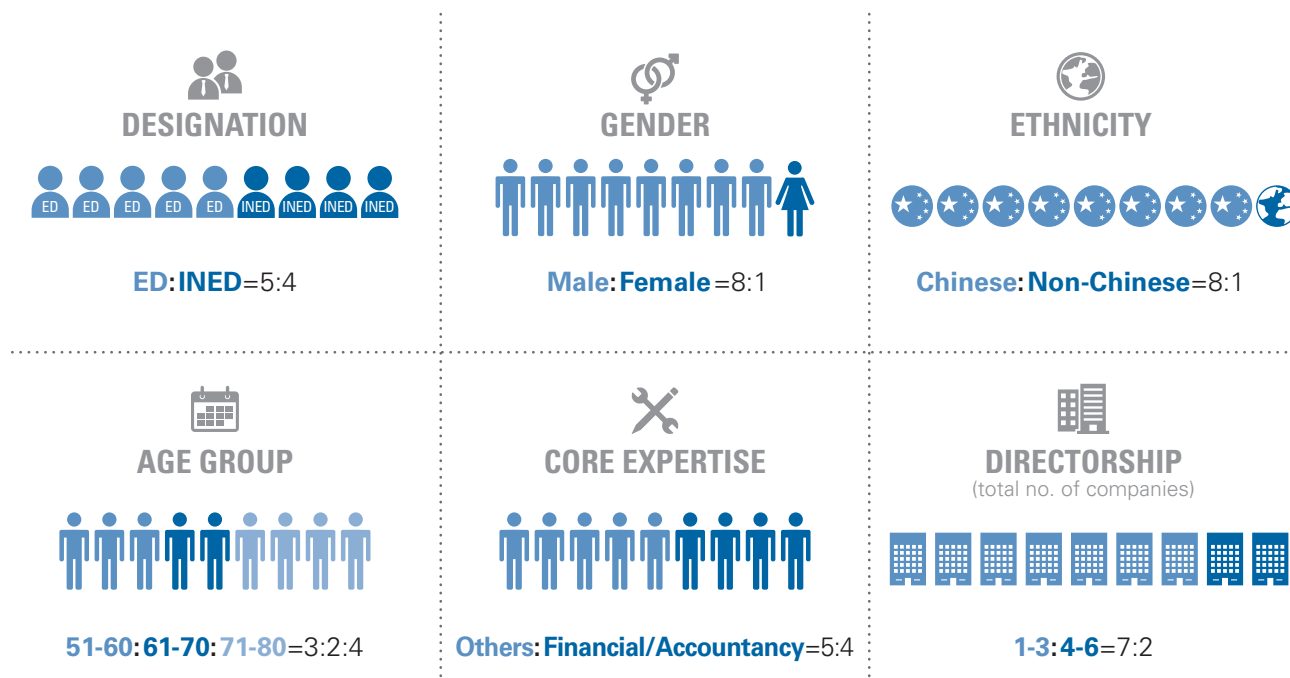 DESIGNATION
ED ED ED ED ED INED INED INED INED
ED:INED=5:4
GENDER
Male:Female=8:1
ETHNICITY
Chinese:Non-Chinese=8:1
AGE GROUP
51-60:61-70:71-80=3:2:4
CORE EXPERTISE
Others:Financial/Accountancy=5:4
DIRECTORSHIP
(total no. of companies)
1-3:4-6=7:2